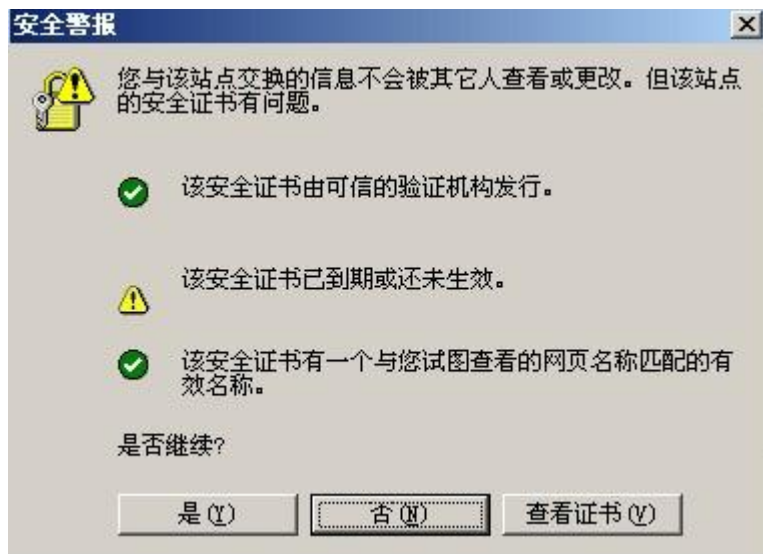 安全警报
您与该站点交换的信息不会被其它人查看或更改。但该站点
的安全证书有问题。
该安全证书由可信的验证机构发行。
该安全证书已到期或还未生效。
该安全证书有一个与您试图查看的网页名称匹配的有
效名称。
是否继续?
是(Y) 否(N) 查看证书(V)